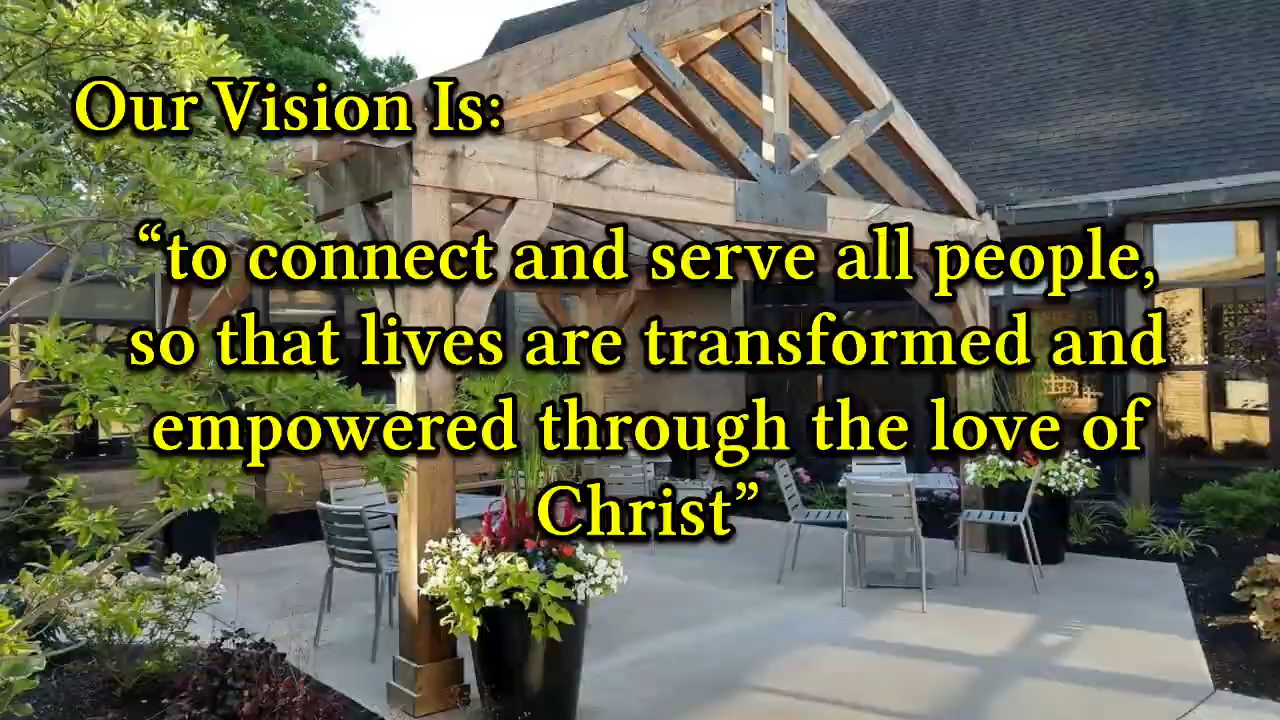 Our Vision Is:
“to connect and serve all people,
so that lives are transformed and
empowered through the love of
Christ”